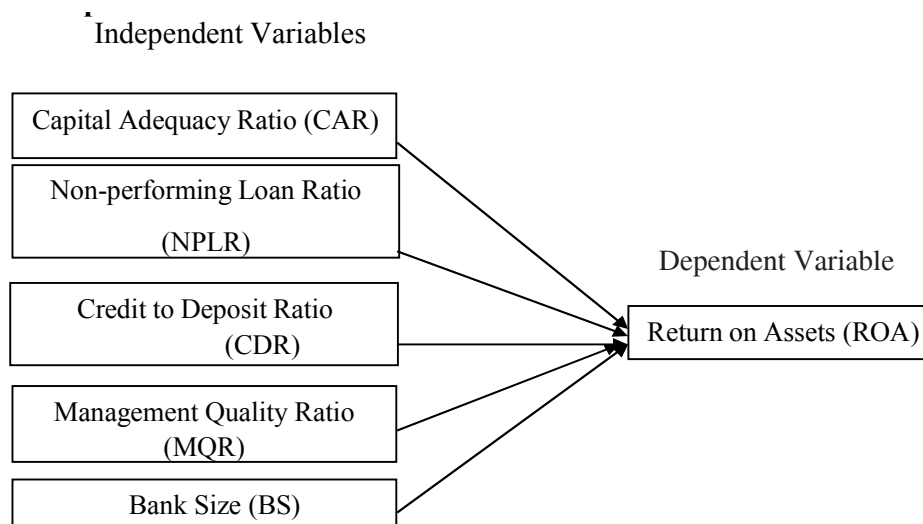 Independent Variables
Capital Adequacy Ratio (CAR)
Non-performing Loan Ratio
(NPLR)
Credit to Deposit Ratio
(CDR)
Management Quality Ratio
(MQR)
Bank Size (BS)
Dependent Variable
Return on Assets (ROA)